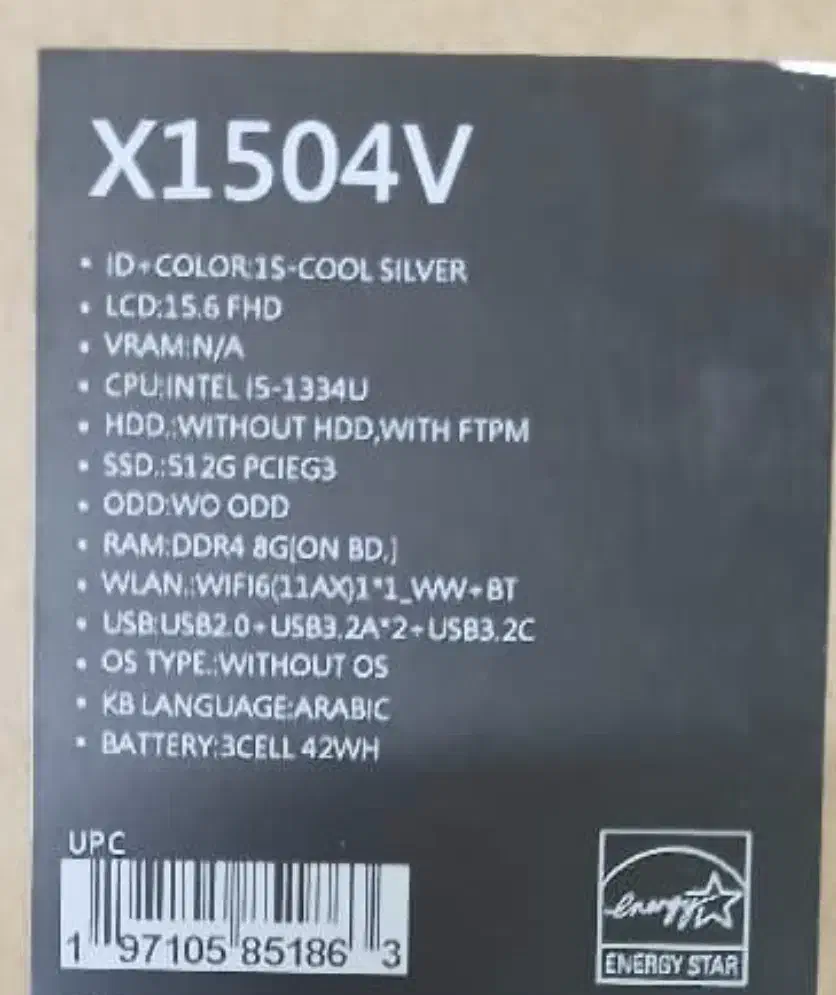 X1504V
• ID+COLOR:1S-COOL SILVER
• LCD:15.6 FHD
• VRAM:N/A
• CPU:INTEL I5-1334U
• HDD.:WITHOUT HDD,WITH FTPM
• SSD.:512G PCIEG3
• ODD:WO ODD
• RAM:DDR4 8G(ON BD.)
• WLAN.:WIFI6(11AX)1*1_WW+BT
• USB:USB2.0+USB3.2A*2+USB3.2C
• OS TYPE.:WITHOUT OS
• KB LANGUAGE:ARABIC
• BATTERY:3CELL 42WH
UPC
1 97105 85186 3
energy
ENERGY STAR